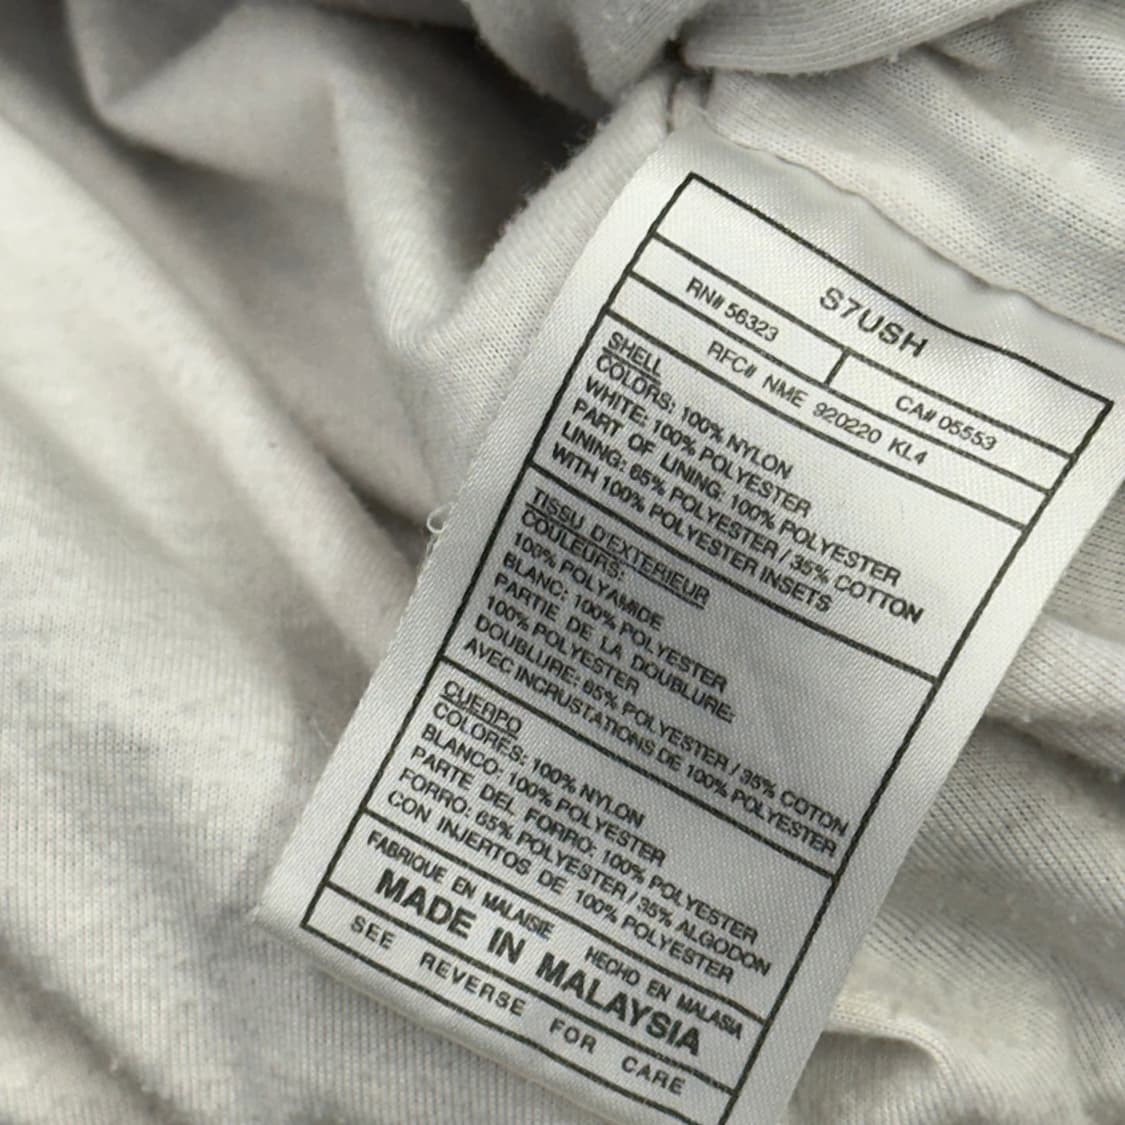 S7USH
RN# 56323
CA# 05553
RFC# NME 920220 KL4
SHELL
COLORS: 100% NYLON
WHITE: 100% POLYESTER
PART OF LINING: 100% POLYESTER
LINING: 65% POLYESTER / 35% COTTON
WITH 100% POLYESTER INSETS
TISSU D'EXTERIEUR
COULEURS:
100% POLYAMIDE
BLANC: 100% POLYESTER
PARTIE DE LA DOUBLURE:
100% POLYESTER
DOUBLURE: 65% POLYESTER / 35% COTON
AVEC INCRUSTATIONS DE 100% POLYESTER
CUERPO
COLORES: 100% NYLON
BLANCO: 100% POLYESTER
PARTE DEL FORRO: 100% POLYESTER
FORRO: 65% POLYESTER / 35% ALGODON
CON INJERTOS DE 100% POLYESTER
FABRIQUE EN MALAISIE HECHO EN MALASIA
MADE IN MALAYSIA
SEE REVERSE FOR CARE